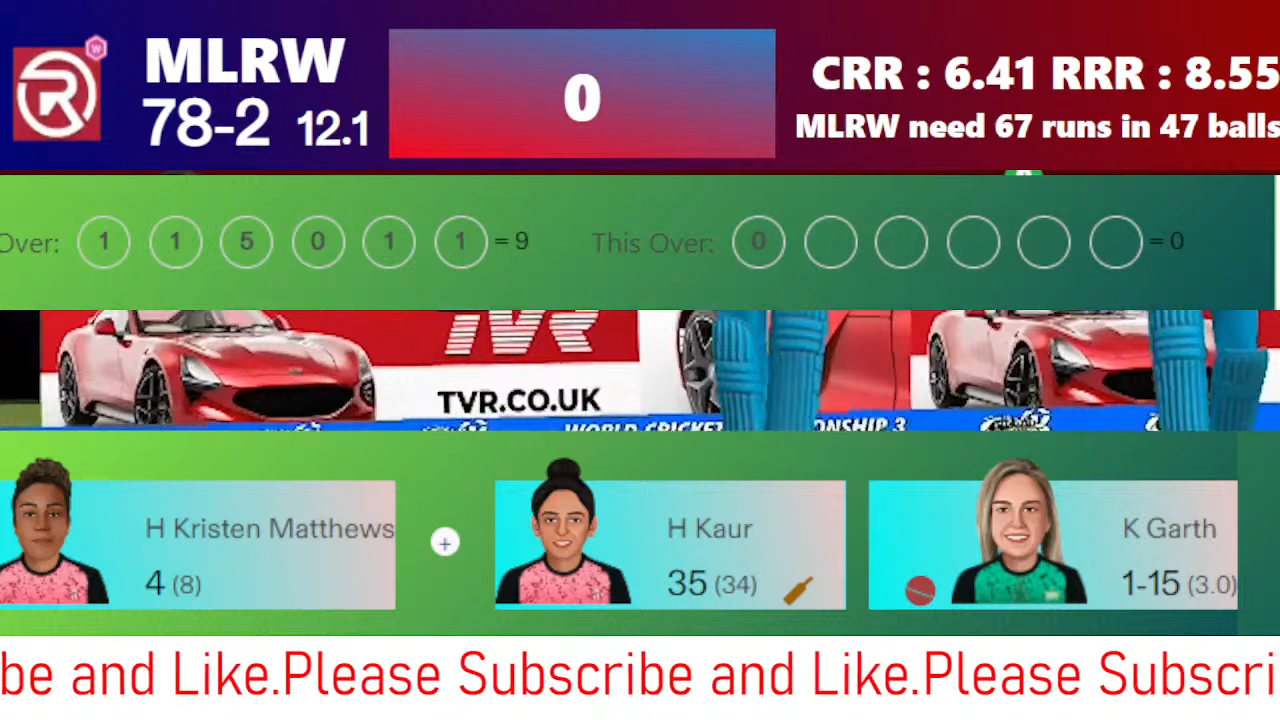 MLRW
78-2 12.1
0
CRR : 6.41 RRR : 8.55
MLRW need 67 runs in 47 balls
Over: 1 1 5 0 1 1 = 9
This Over: 0 = 0
TVR
TVR.CO.UK
WORLD CRICKET
ONSHIP 3
H Kristen Matthews
4 (8)
+
H Kaur
35 (34)
K Garth
1-15 (3.0)
be and Like.Please Subscribe and Like.Please Subscri